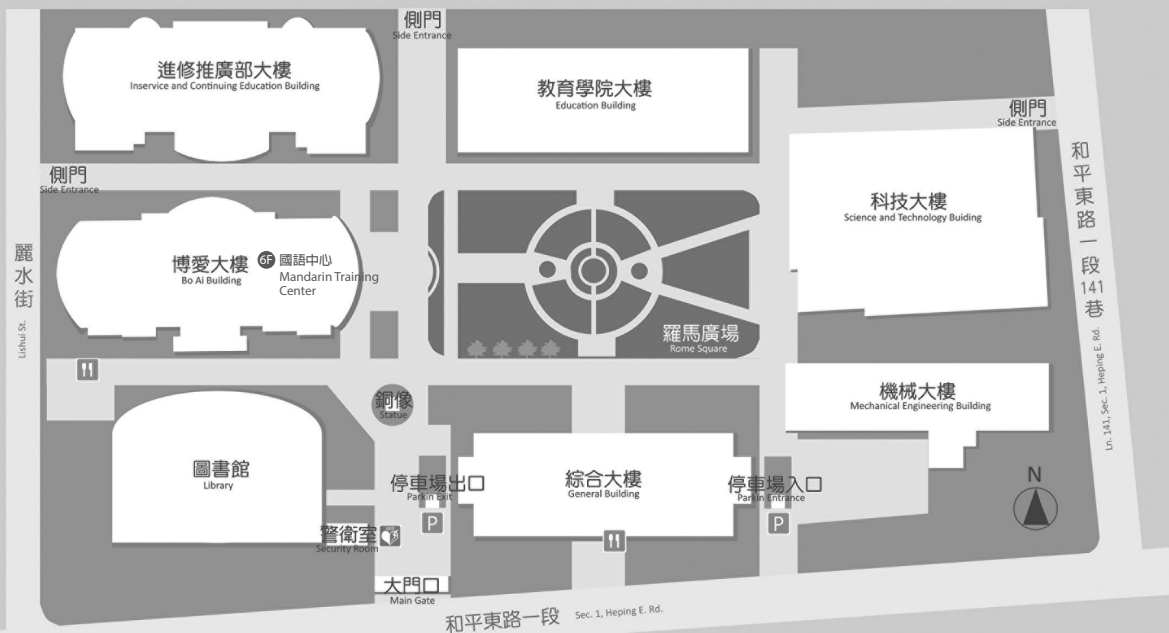 側門
Side Entrance
進修推廣部大樓
Inservice and Continuing Education Building
教育學院大樓
Education Building
側門
Side Entrance
側門
Side Entrance
科技大樓
Science and Technology Buiding
和平東路一段141巷
Ln. 141, Sec. 1, Heping E. Rd.
麗水街
Lishui St.
博愛大樓
Bo Ai Building
6F 國語中心
Mandarin Training
Center
羅馬廣場
Rome Square
銅像
Statue
機械大樓
Mechanical Engineering Building
圖書館
Library
停車場出口
Parkin Exit
P
綜合大樓
General Building
停車場入口
Parkin Entrance
P
N
警衛室
Security Room
大門口
Main Gate
和平東路一段 Sec. 1, Heping E. Rd.